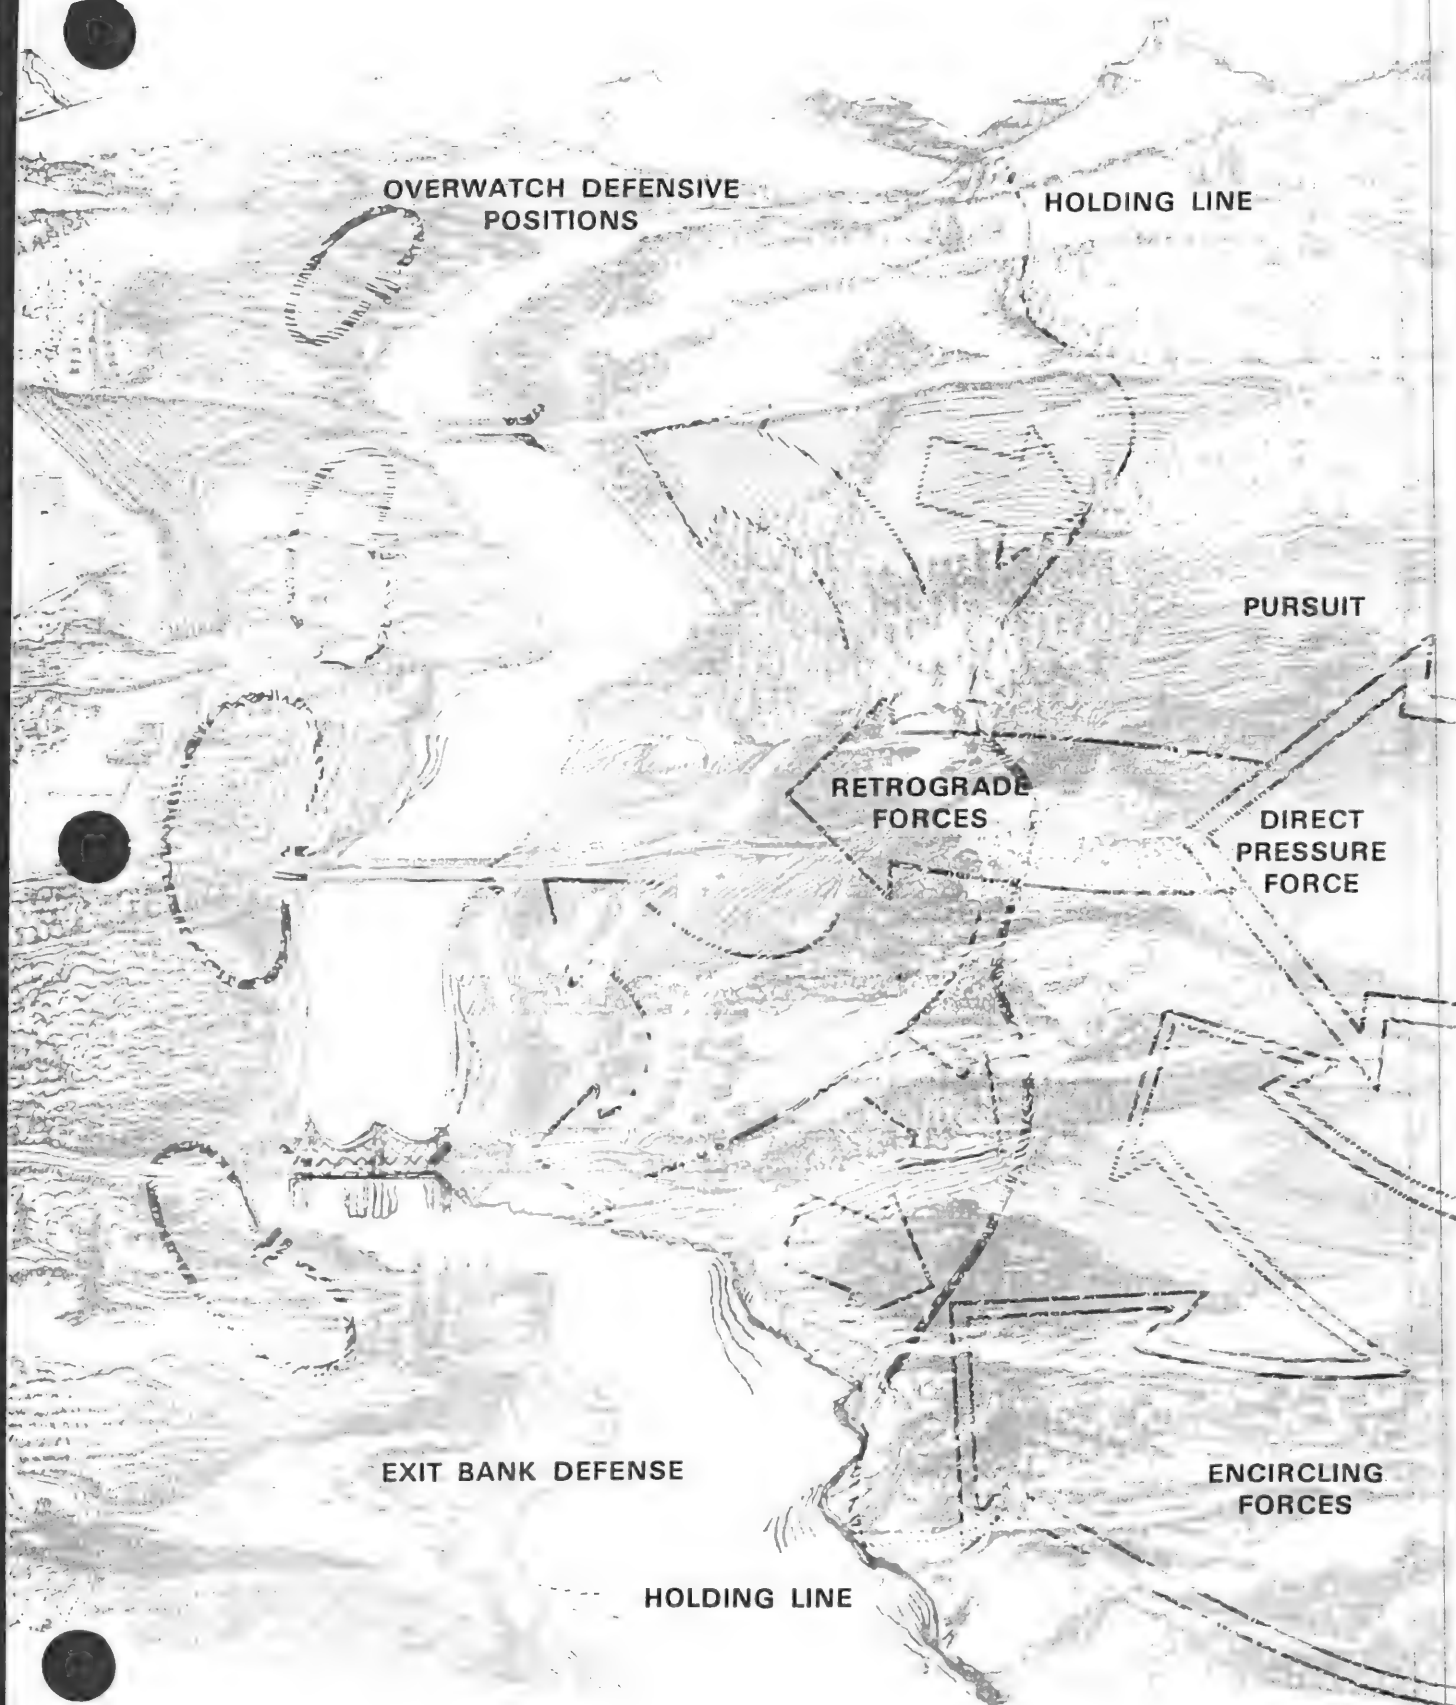 OVERWATCH DEFENSIVE
POSITIONS
HOLDING LINE
PURSUIT
RETROGRADE
FORCES
DIRECT
PRESSURE
FORCE
EXIT BANK DEFENSE
ENCIRCLING
FORCES
HOLDING LINE